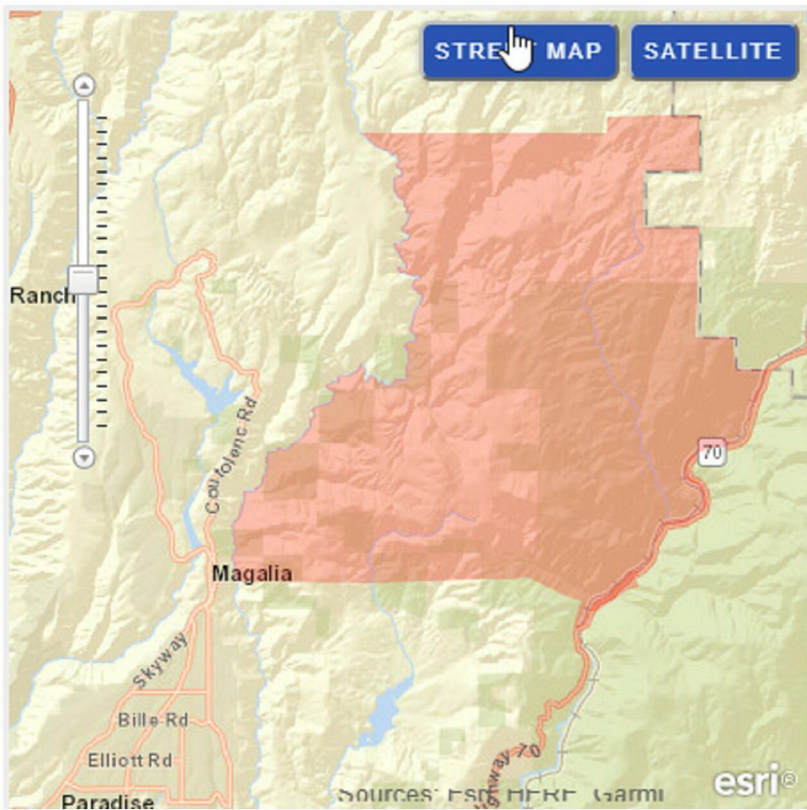 STREET MAP
SATELLITE
Ranch
Coutolenc Rd
70
Magalia
Skyway
Bille Rd
Elliott Rd
Highway 70
Paradise
Sources: Esri, HERE, Garmi
esri